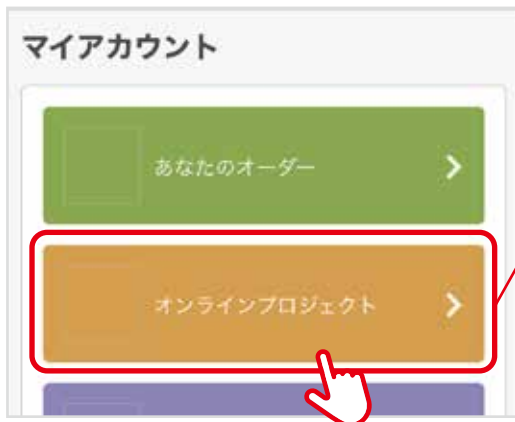 マイアカウント
あなたのオーダー
オンラインプロジェクト